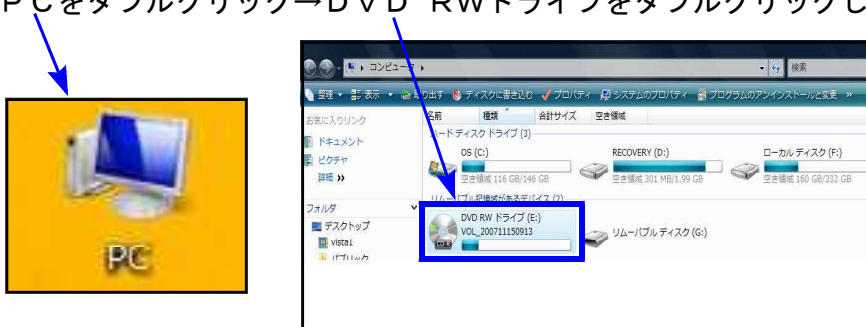 PCをダブルクリック→DVD RWドライブをダブルクリックし
PC
コンピュータ
検索
整理 表示 取り出す ディスクに書き込む プロパティ システムのプロパティ プログラムのアンインストールと変更 »
お気に入りリンク
ドキュメント
ピクチャ
詳細 »
フォルダ
デスクトップ
vista1
パブリック
名前 種類 合計サイズ 空き領域
ハード ディスク ドライブ (3)
OS (C:)
空き領域 116 GB/146 GB
RECOVERY (D:)
空き領域 301 MB/1.99 GB
ローカル ディスク (F:)
空き領域 160 GB/232 GB
リムーバブル記憶域があるデバイス (2)
DVD RW ドライブ (E:)
VOL_200711150913
CD-R
リムーバブル ディスク (G:)